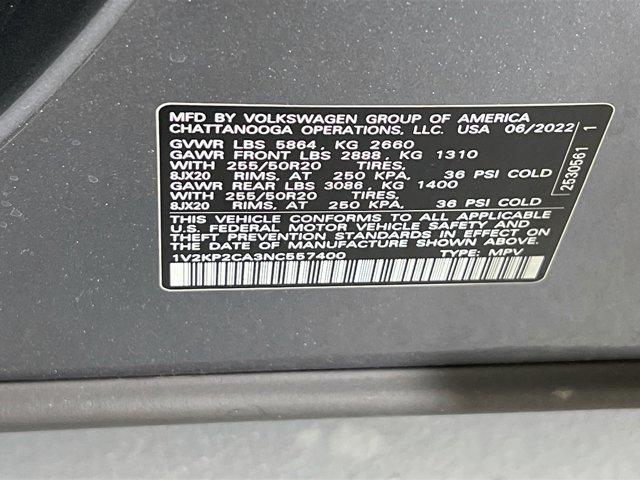 MFD BY VOLKSWAGEN GROUP OF AMERICA
CHATTANOOGA OPERATIONS, LLC. USA 06/2022
GVWR LBS 5864, KG 2660
GAWR FRONT LBS 2888, KG 1310
WITH 255/50R20 TIRES,
8JX20 RIMS, AT 250 KPA, 36 PSI COLD
GAWR REAR LBS 3086, KG 1400
WITH 255/50R20 TIRES,
8JX20 RIMS, AT 250 KPA, 36 PSI COLD
THIS VEHICLE CONFORMS TO ALL APPLICABLE
U.S. FEDERAL MOTOR VEHICLE SAFETY AND
THEFT PREVENTION STANDARDS IN EFFECT ON
THE DATE OF MANUFACTURE SHOWN ABOVE.
1V2KP2CA3NC557400 TYPE: MPV
2530561 1